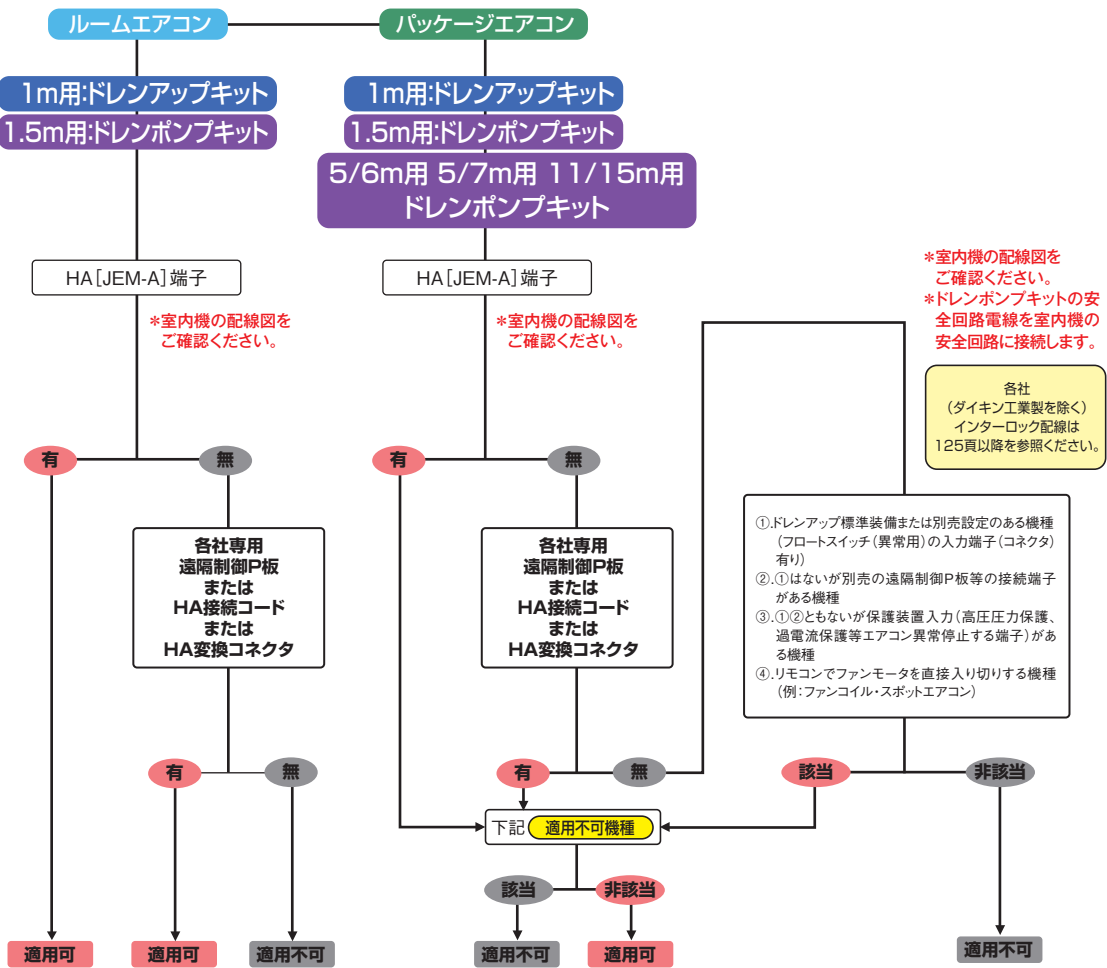 ルームエアコン
パッケージエアコン
1m用:ドレンアップキット
1.5m用:ドレンポンプキット
1m用:ドレンアップキット
1.5m用:ドレンポンプキット
5/6m用 5/7m用 11/15m用
ドレンポンプキット
HA[JEM-A]端子
*室内機の配線図を
ご確認ください。
HA[JEM-A]端子
*室内機の配線図を
ご確認ください。
*室内機の配線図を
ご確認ください。
*ドレンポンプキットの安
全回路電線を室内機の
安全回路に接続します。
各社
(ダイキン工業製を除く)
インターロック配線は
125頁以降を参照ください。
有
無
有
無
各社専用
遠隔制御P板
または
HA接続コード
または
HA変換コネクタ
各社専用
遠隔制御P板
または
HA接続コード
または
HA変換コネクタ
①.ドレンアップ標準装備または別売設定のある機種
(フロートスイッチ(異常用)の入力端子(コネクタ)
有り)
②.①はないが別売の遠隔制御P板等の接続端子
がある機種
③.①②ともないが保護装置入力(高圧圧力保護、
過電流保護等エアコン異常停止する端子)があ
る機種
④.リモコンでファンモータを直接入り切りする機種
(例:ファンコイル・スポットエアコン)
有
無
有
無
該当
非該当
下記 適用不可機種
該当
非該当
適用可
適用可
適用不可
適用不可
適用可
適用不可